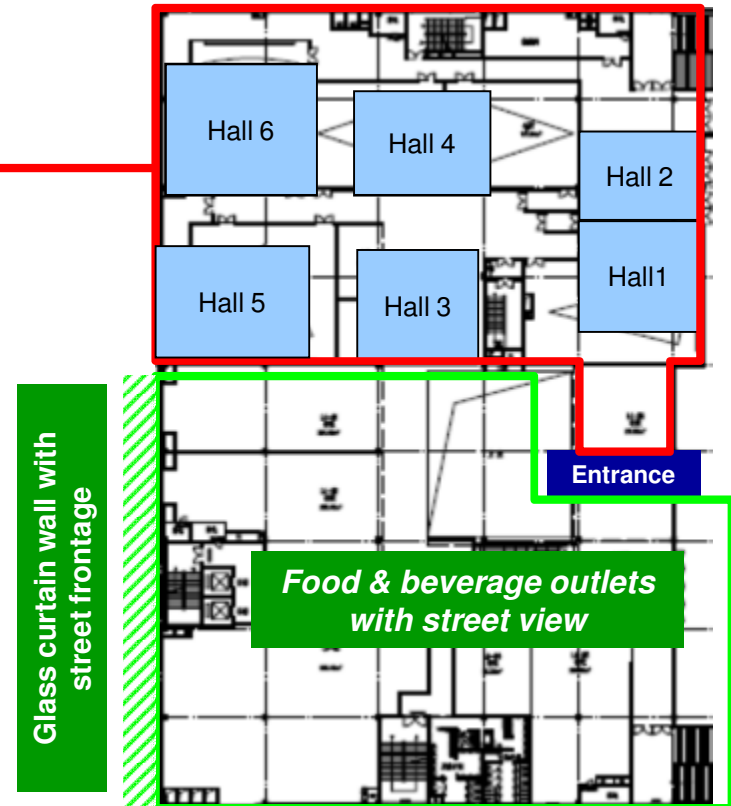 Hall 6
Hall 4
Hall 2
Hall1
Hall 5
Hall 3
Entrance
Glass curtain wall with
street frontage
Food & beverage outlets
with street view